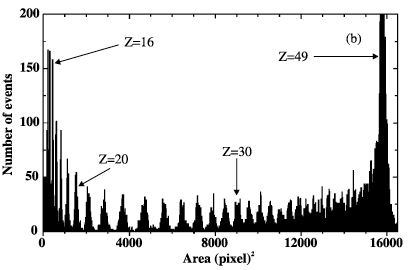 200
(b)
Z=16
Z=49
150
Number of events
100
Z=20
Z=30
50
0
0 4000 8000 12000 16000
Area (pixel)²